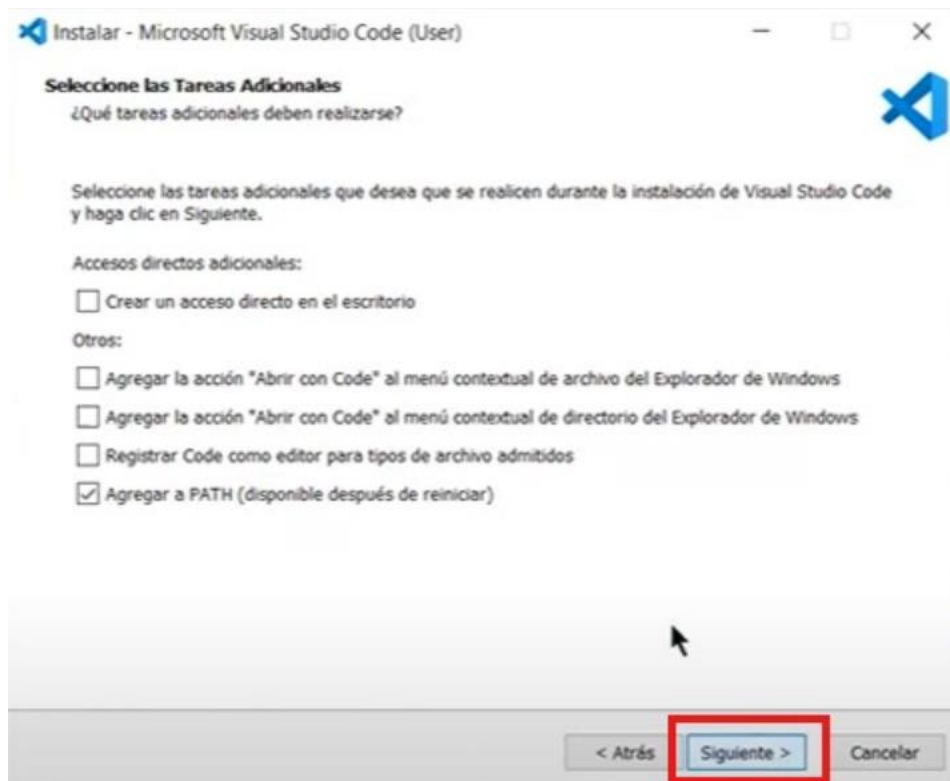 Instalar - Microsoft Visual Studio Code (User)
Seleccione las Tareas Adicionales
¿Qué tareas adicionales deben realizarse?
Seleccione las tareas adicionales que desea que se realicen durante la instalación de Visual Studio Code
y haga clic en Siguiente.
Accesos directos adicionales:
Crear un acceso directo en el escritorio
Otros:
Agregar la acción "Abrir con Code" al menú contextual de archivo del Explorador de Windows
Agregar la acción "Abrir con Code" al menú contextual de directorio del Explorador de Windows
Registrar Code como editor para tipos de archivo admitidos
Agregar a PATH (disponible después de reiniciar)
< Atrás Siguiente > Cancelar